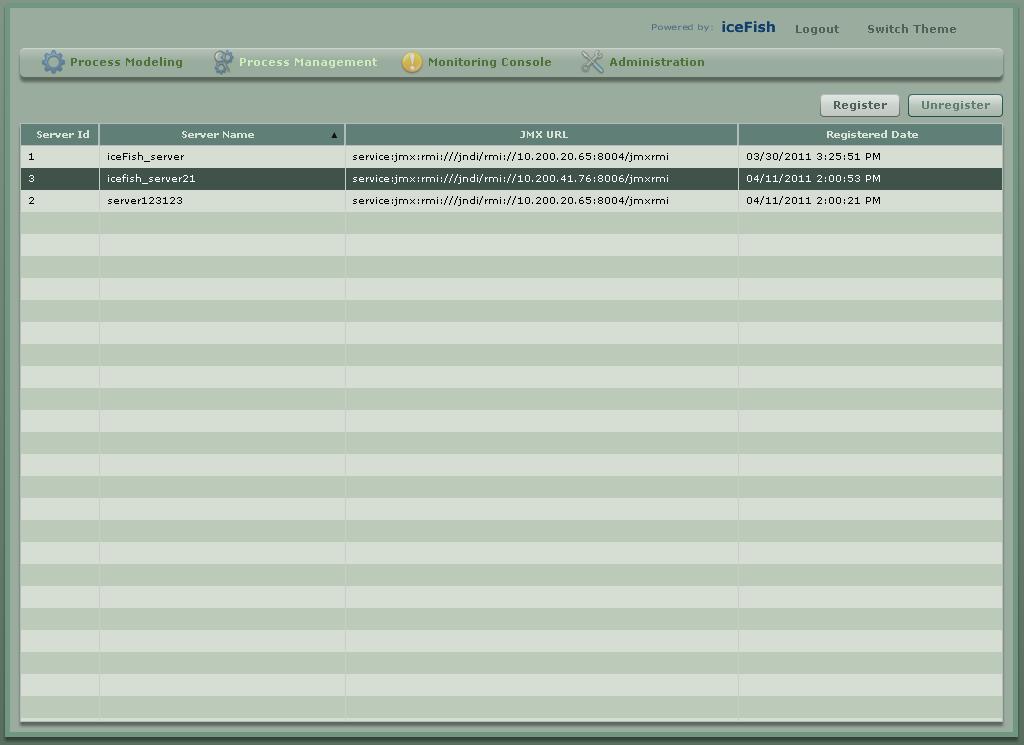 Powered by: iceFish Logout Switch Theme
Process Modeling Process Management Monitoring Console Administration
Register Unregister
Server Id Server Name ▲ JMX URL Registered Date
1 iceFish_server service:jmx:rmi:///jndi/rmi://10.200.20.65:8004/jmxrmi 03/30/2011 3:25:51 PM
3 icefish_server21 service:jmx:rmi:///jndi/rmi://10.200.41.76:8006/jmxrmi 04/11/2011 2:00:53 PM
2 server123123 service:jmx:rmi:///jndi/rmi://10.200.20.65:8004/jmxrmi 04/11/2011 2:00:21 PM